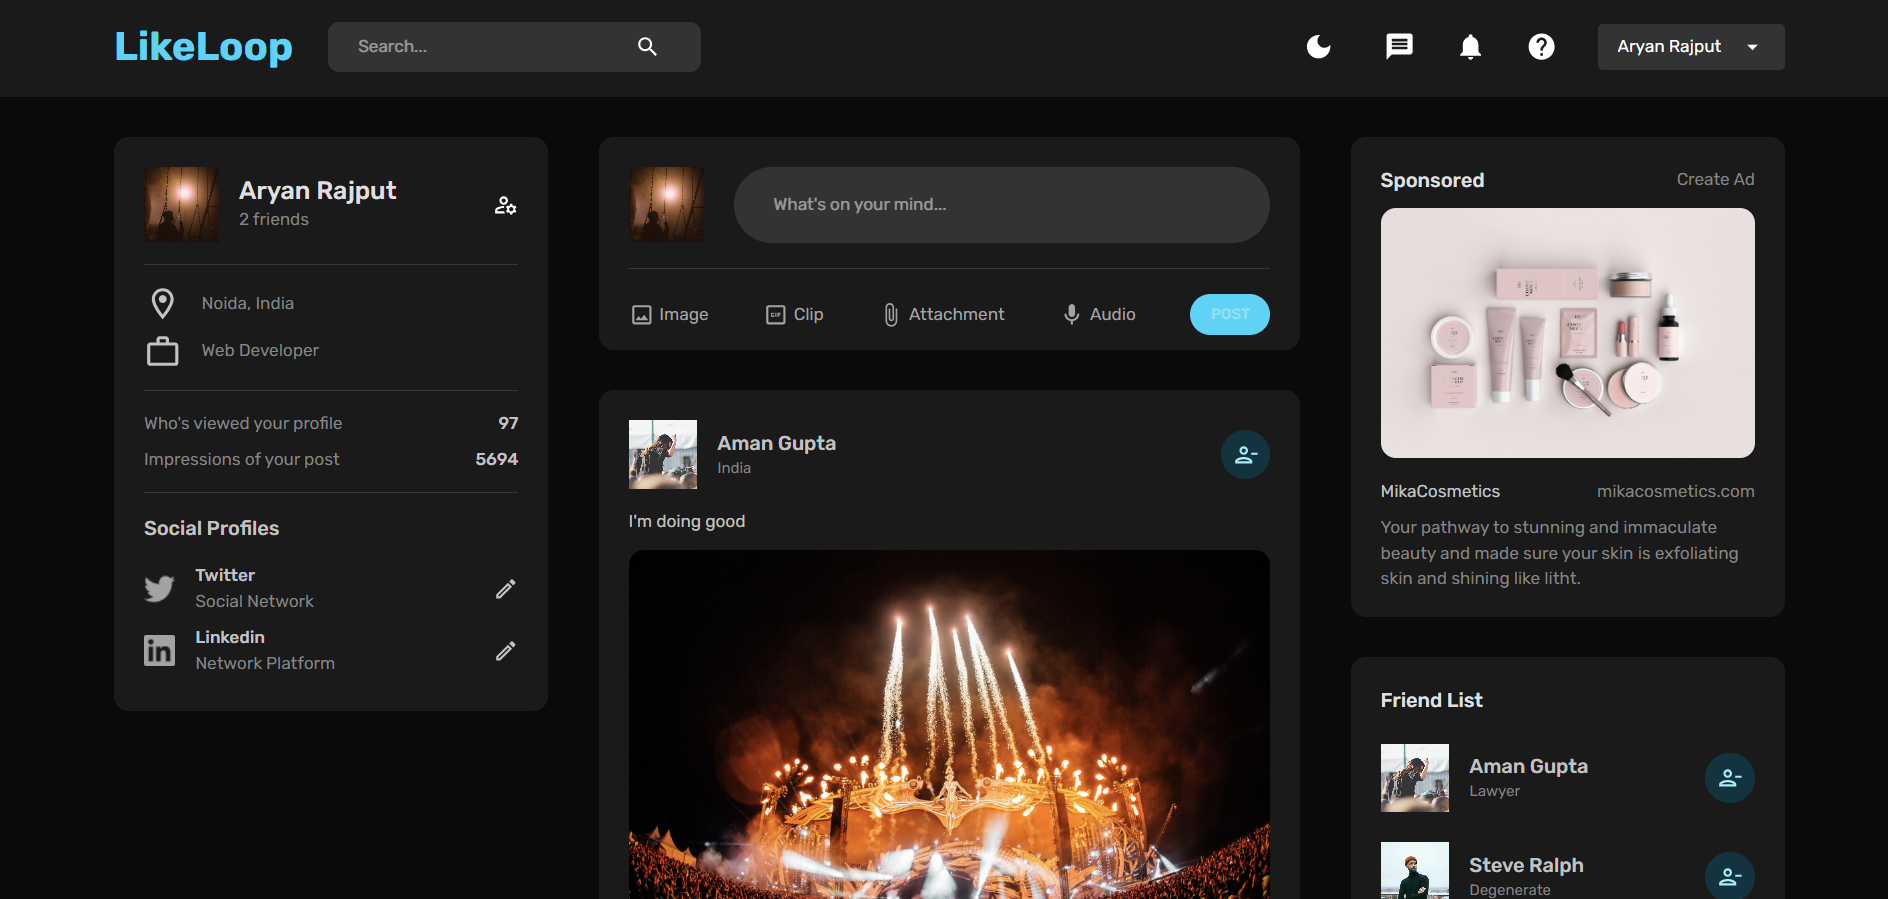 LikeLoop
Search...
Aryan Rajput
Aryan Rajput
2 friends
Noida, India
Web Developer
Who's viewed your profile 97
Impressions of your post 5694
Social Profiles
Twitter
Social Network
Linkedin
Network Platform
What's on your mind...
Image GIF Clip Attachment Audio POST
Aman Gupta
India
I'm doing good
Sponsored Create Ad
MikaCosmetics mikacosmetics.com
Your pathway to stunning and immaculate
beauty and made sure your skin is exfoliating
skin and shining like litht.
Friend List
Aman Gupta
Lawyer
Steve Ralph
Degenerate